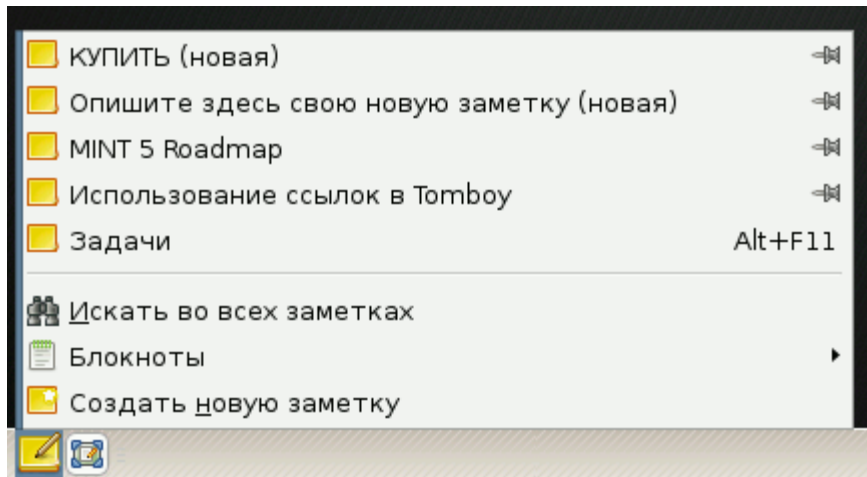 КУПИТЬ (новая)
Опишите здесь свою новую заметку (новая)
MINT 5 Roadmap
Использование ссылок в Tomboy
Задачи Alt+F11
Искать во всех заметках
Блокноты
Создать новую заметку